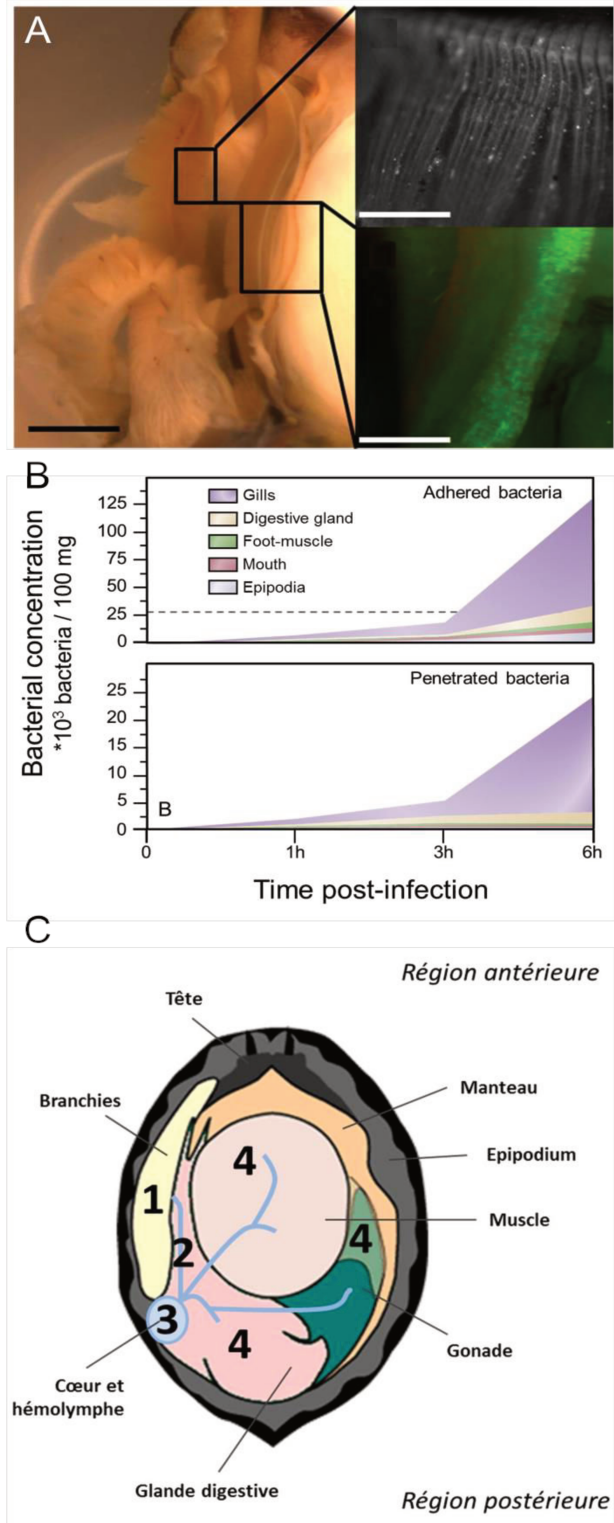 A
B
Bacterial concentration
*10³ bacteria / 100 mg
125
100
75
50
25
0
Gills
Digestive gland
Foot-muscle
Mouth
Epipodia
Adhered bacteria
25
20
15
10
5
0
Penetrated bacteria
B
0
1h
3h
6h
Time post-infection
C
Région antérieure
Tête
Branchies
Manteau
Epipodium
Muscle
Gonade
4
1
2
4
3
4
Cœur et
hémolymphe
Glande digestive
Région postérieure